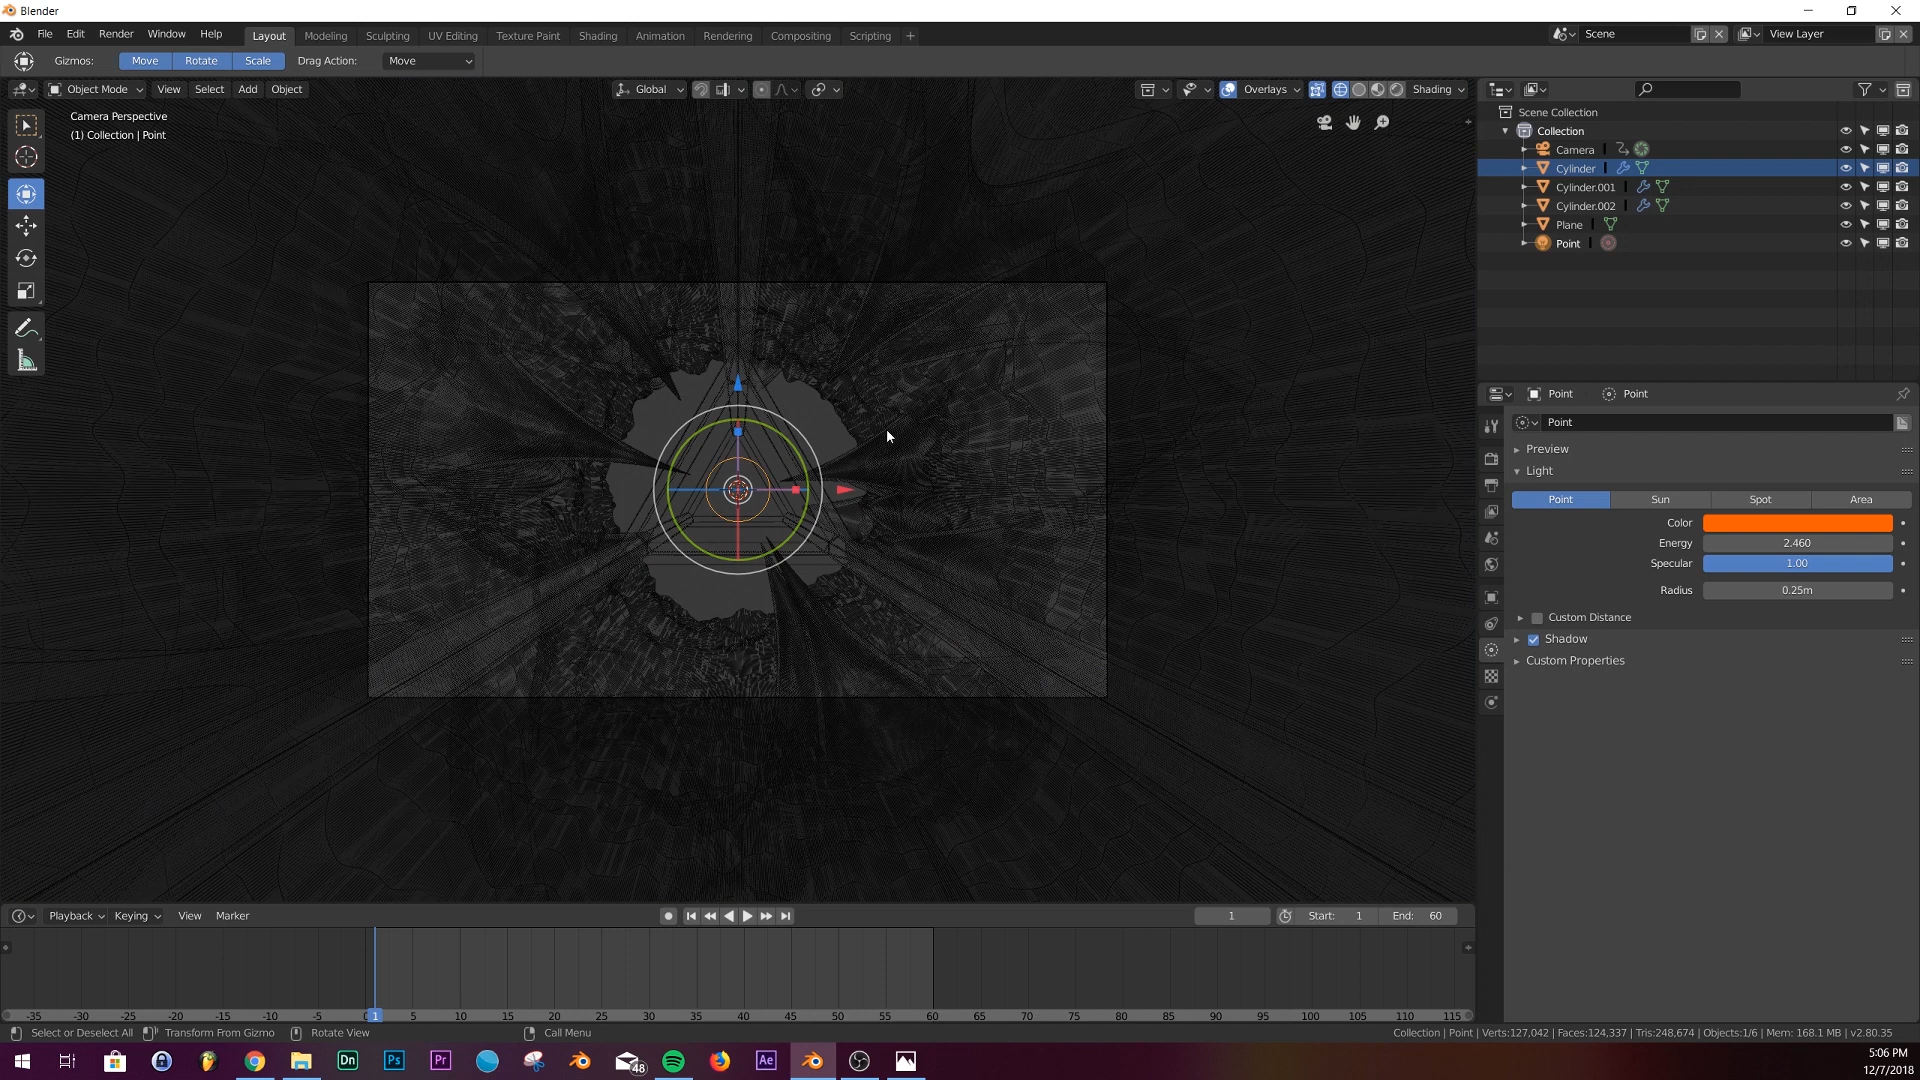 Blender
File Edit Render Window Help Layout Modeling Sculpting UV Editing Texture Paint Shading Animation Rendering Compositing Scripting + Scene View Layer
Gizmos: Move Rotate Scale Drag Action: Move
Object Mode View Select Add Object Global Overlays Shading
Camera Perspective
(1) Collection | Point
Scene Collection
Collection
Camera
Cylinder
Cylinder.001
Cylinder.002
Plane
Point
Point Point
Point
Preview
Light
Point Sun Spot Area
Color
Energy 2.460
Specular 1.00
Radius 0.25m
Custom Distance
Shadow
Custom Properties
Playback Keying View Marker 1 Start: 1 End: 60
-35 -30 -25 -20 -15 -10 -5 1 5 10 15 20 25 30 35 40 45 50 55 60 65 70 75 80 85 90 95 100 105 110 115
Select or Deselect All Transform From Gizmo Rotate View Call Menu Collection | Point | Verts:127,042 | Faces:124,337 | Tris:248,674 | Objects:1/6 | Mem: 168.1 MB | v2.80.35
Dn Ps Pr 48 Ae
5:06 PM
12/7/2018